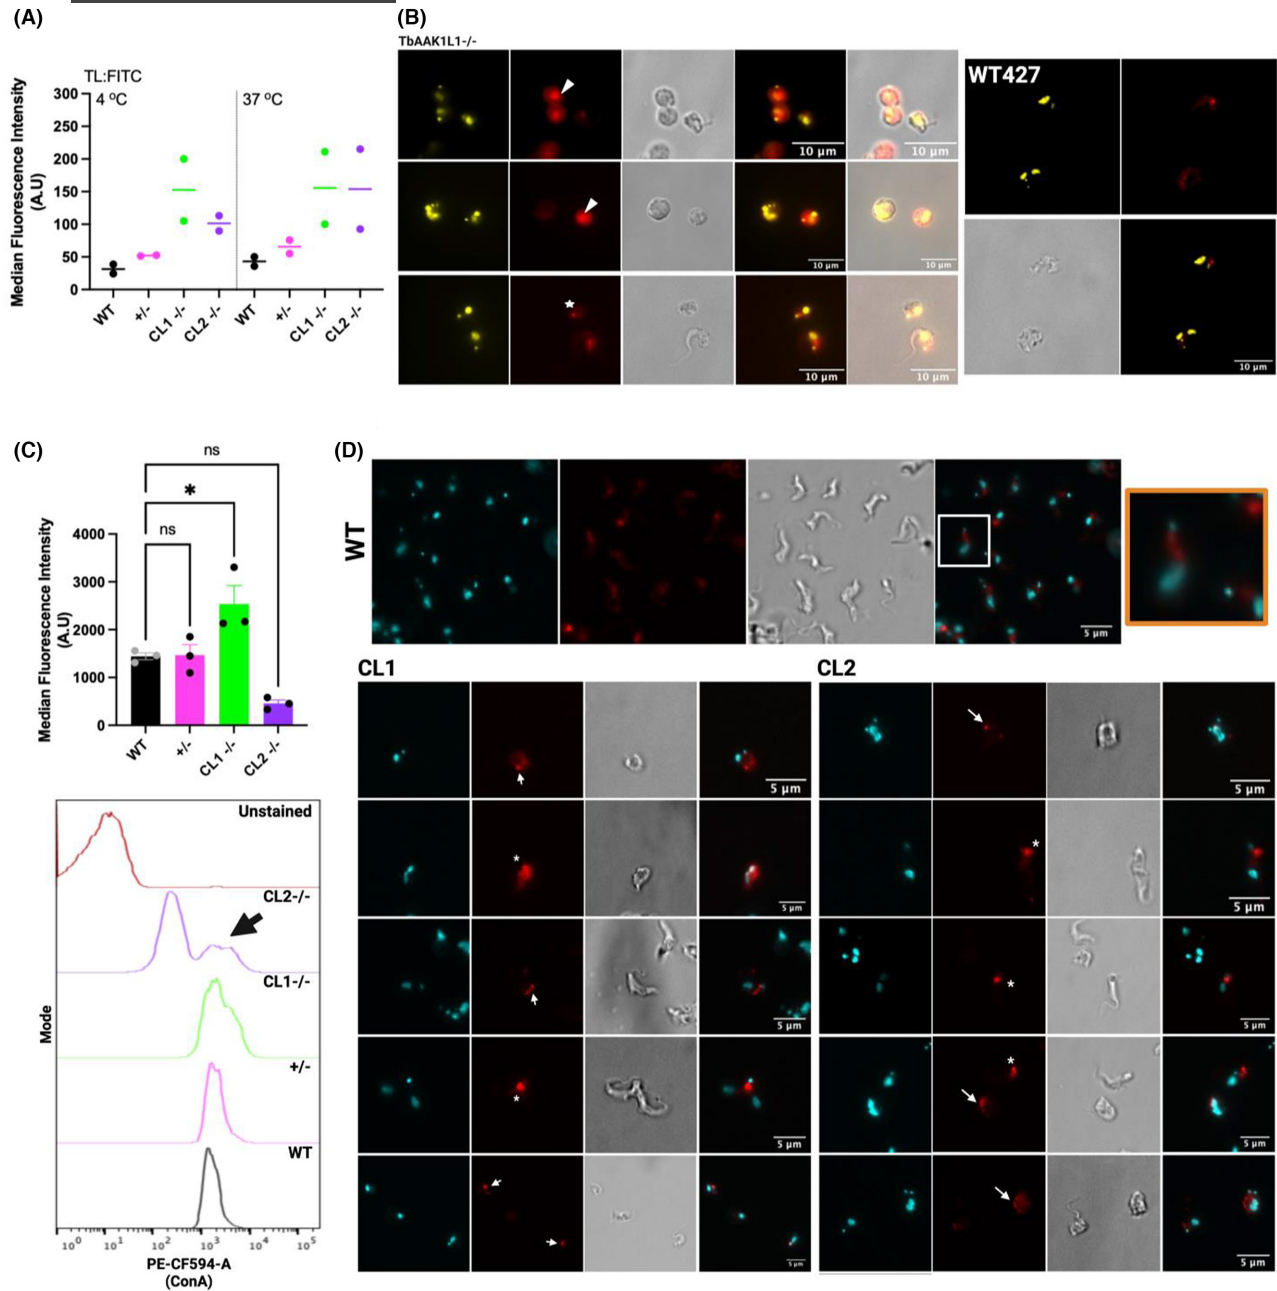 (A)
TL:FITC
4 ºC
37 ºC
Median Fluorescence Intensity
(A.U)
300
250
200
150
100
50
0
WT
+/-
CL1 -/-
CL2 -/-
WT
+/-
CL1 -/-
CL2 -/-
(B)
TbAAK1L1-/-
10 µm
10 µm
10 µm
10 µm
10 µm
10 µm
WT427
10 µm
(C)
ns
*
ns
Median Fluorescence Intensity
(A.U)
4000
3000
2000
1000
0
WT
+/-
CL1 -/-
CL2 -/-
Unstained
CL2-/-
CL1-/-
+/-
WT
Mode
10⁰ 10¹ 10² 10³ 10⁴ 10⁵
PE-CF594-A
(ConA)
(D)
WT
5 µm
CL1
5 µm
*
5 µm
5 µm
*
5 µm
5 µm
CL2
5 µm
*
5 µm
*
5 µm
*
5 µm
5 µm